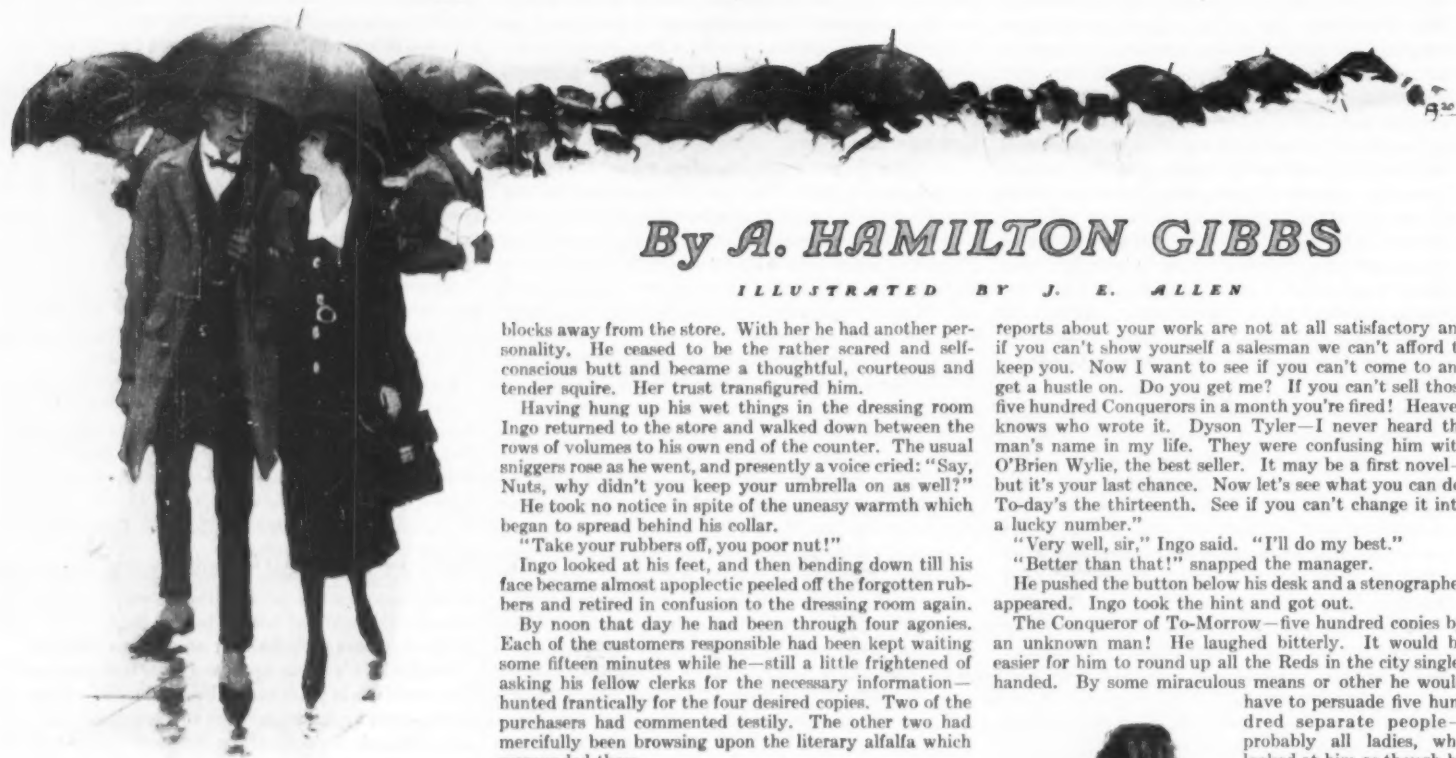 By A. HAMILTON GIBBS
ILLUSTRATED BY J. E. ALLEN
blocks away from the store. With her he had another per-
sonality. He ceased to be the rather scared and self-
conscious butt and became a thoughtful, courteous and
tender squire. Her trust transfigured him.
Having hung up his wet things in the dressing room
Ingo returned to the store and walked down between the
rows of volumes to his own end of the counter. The usual
sniggers rose as he went, and presently a voice cried: "Say,
Nuts, why didn't you keep your umbrella on as well?"
He took no notice in spite of the uneasy warmth which
began to spread behind his collar.
"Take your rubbers off, you poor nut!"
Ingo looked at his feet, and then bending down till his
face became almost apoplectic peeled off the forgotten rub-
bers and retired in confusion to the dressing room again.
By noon that day he had been through four agonies.
Each of the customers responsible had been kept waiting
some fifteen minutes while he—still a little frightened of
asking his fellow clerks for the necessary information—
hunted frantically for the four desired copies. Two of the
purchasers had commented testily. The other two had
mercifully been browsing upon the literary alfalfa which
reports about your work are not at all satisfactory an
if you can't show yourself a salesman we can't afford t
keep you. Now I want to see if you can't come to an
get a hustle on. Do you get me? If you can't sell thos
five hundred Conquerors in a month you're fired! Heave
knows who wrote it. Dyson Tyler—I never heard th
man's name in my life. They were confusing him wit
O'Brien Wylie, the best seller. It may be a first novel—
but it's your last chance. Now let's see what you can d
To-day's the thirteenth. See if you can't change it int
a lucky number."
"Very well, sir," Ingo said. "I'll do my best."
"Better than that!" snapped the manager.
He pushed the button below his desk and a stenographe
appeared. Ingo took the hint and got out.
The Conqueror of To-Morrow—five hundred copies b
an unknown man! He laughed bitterly. It would b
easier for him to round up all the Reds in the city single
handed. By some miraculous means or other he woul
have to persuade five hun
dred separate people—
probably all ladies, wh